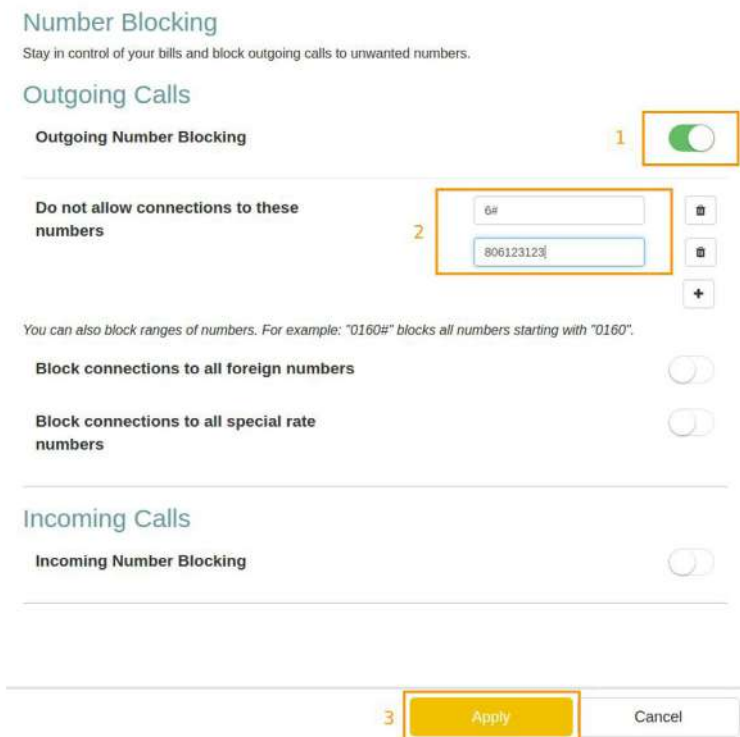 Number Blocking
Stay in control of your bills and block outgoing calls to unwanted numbers.
Outgoing Calls
Outgoing Number Blocking
1
Do not allow connections to these
numbers
2
6#
806123123
You can also block ranges of numbers. For example: "0160#" blocks all numbers starting with "0160".
Block connections to all foreign numbers
Block connections to all special rate
numbers
Incoming Calls
Incoming Number Blocking
3
Apply
Cancel